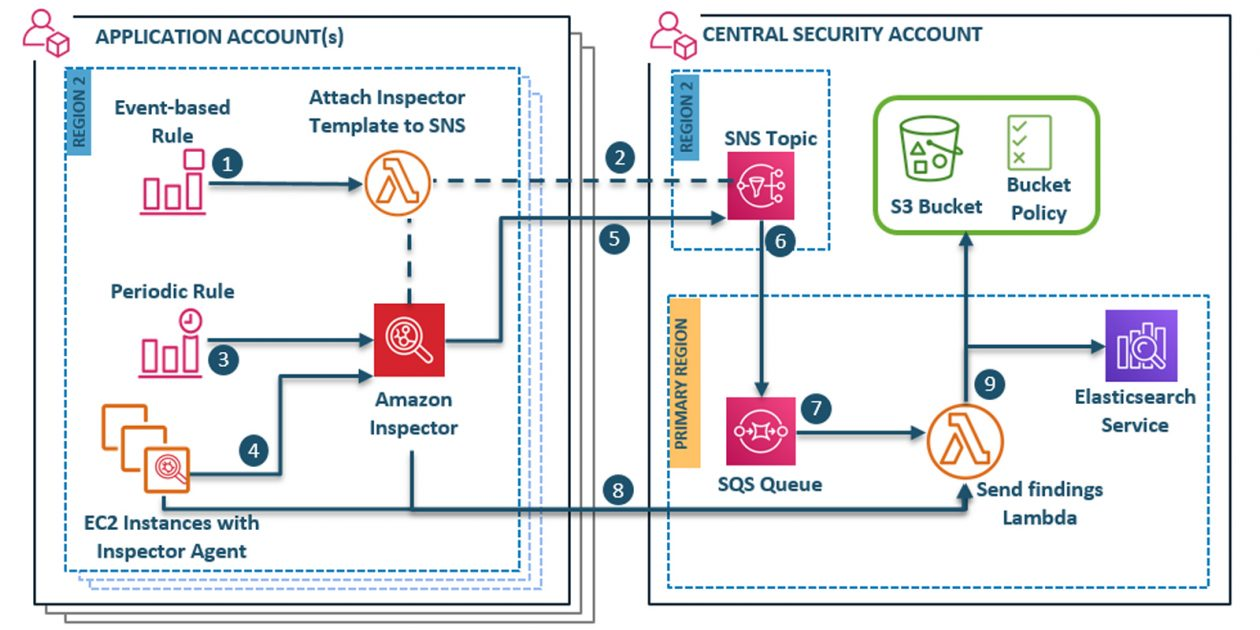 APPLICATION ACCOUNT(s)
REGION 2
Event-based
Rule
1
Attach Inspector
Template to SNS
2
Periodic Rule
3
Amazon
Inspector
4
EC2 Instances with
Inspector Agent
5
8
CENTRAL SECURITY ACCOUNT
REGION 2
SNS Topic
6
S3 Bucket
Bucket
Policy
PRIMARY REGION
SQS Queue
7
9
Send findings
Lambda
Elasticsearch
Service